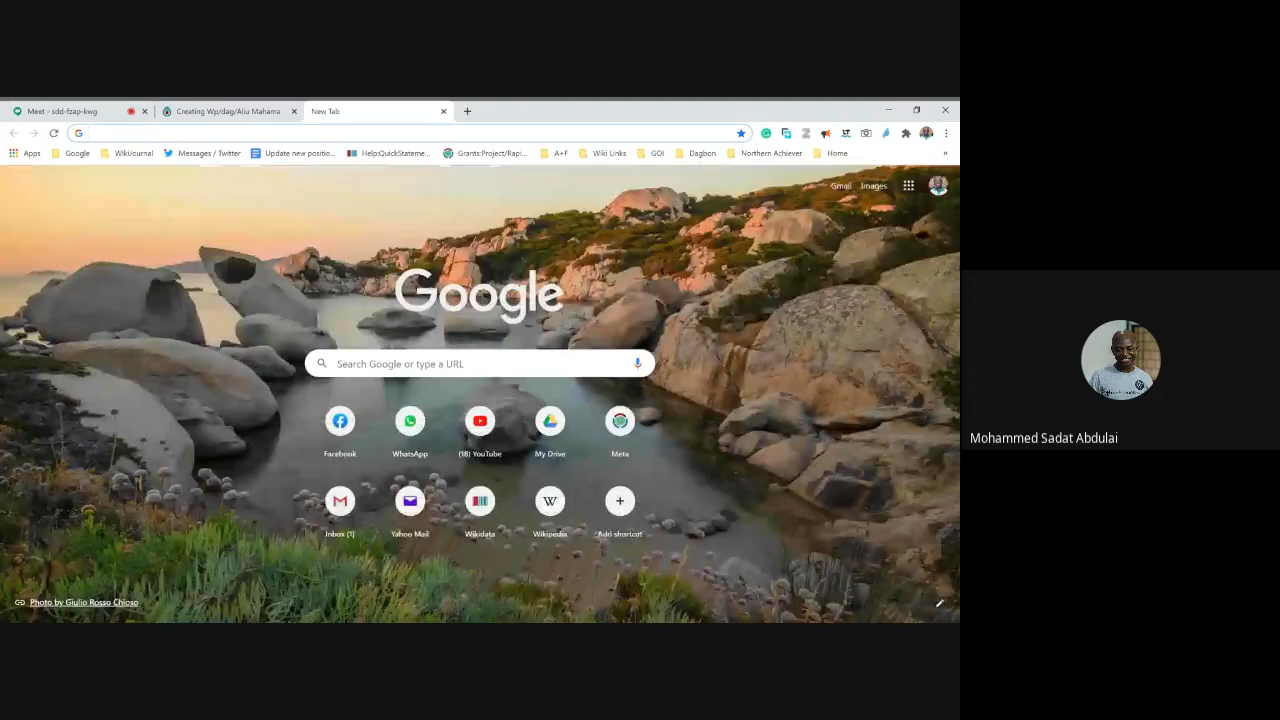 Meet - sdd-fzap-kwg
Creating Wp/dag/Aliu Mahama
New Tab
Apps
Google
WikiJournal
Messages / Twitter
Update new positio...
Help:QuickStateme...
Grants:Project/Rapi...
A+F
Wiki Links
GOI
Dagbon
Northern Achiever
Home
»
Gmail
Images
Google
Search Google or type a URL
Facebook
WhatsApp
(18) YouTube
My Drive
Meta
Inbox (1)
Yahoo Mail
Wikidata
Wikipedia
Add shortcut
Photo by Giulio Rosso Chioso
Mohammed Sadat Abdulai